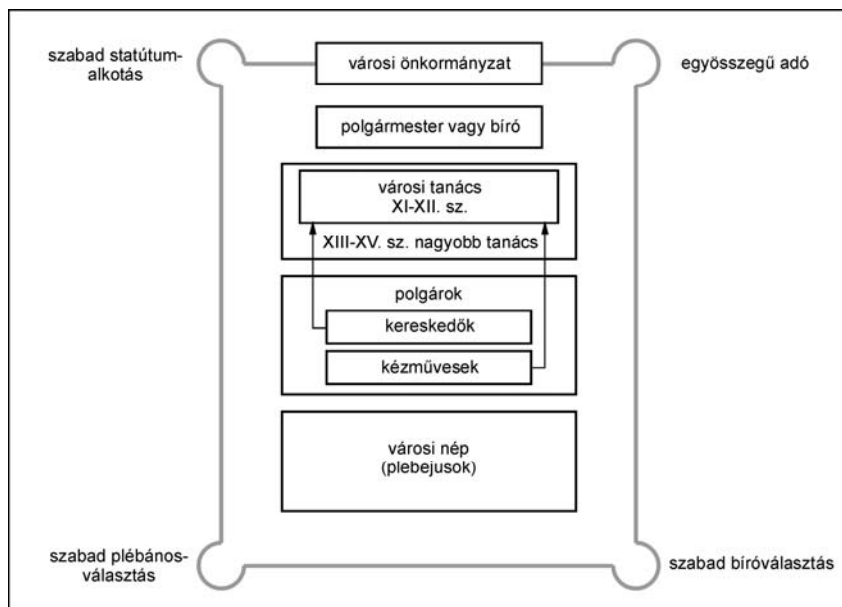 szabad statútum-
alkotás
városi önkormányzat
egyösszegű adó
polgármester vagy bíró
városi tanács
XI-XII. sz.
XIII-XV. sz. nagyobb tanács
polgárok
kereskedők
kézművesek
városi nép
(plebejusok)
szabad plébános-
választás
szabad bíróválasztás